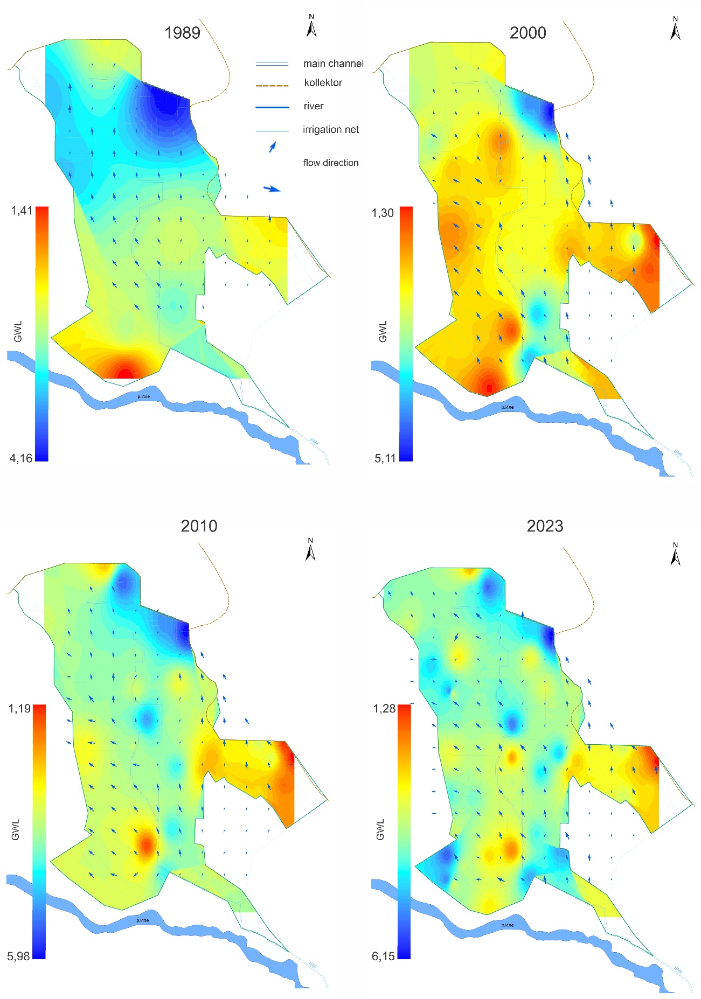 1989
N
main channel
kollektor
river
irrigation net
flow direction
1,41
GWL
4,16
р.Иле
БМК
2000
N
1,30
GWL
5,11
р.Иле
БМК
2010
N
1,19
GWL
5,98
р.Иле
БМК
2023
N
1,28
GWL
6,15
р.Иле
БМК